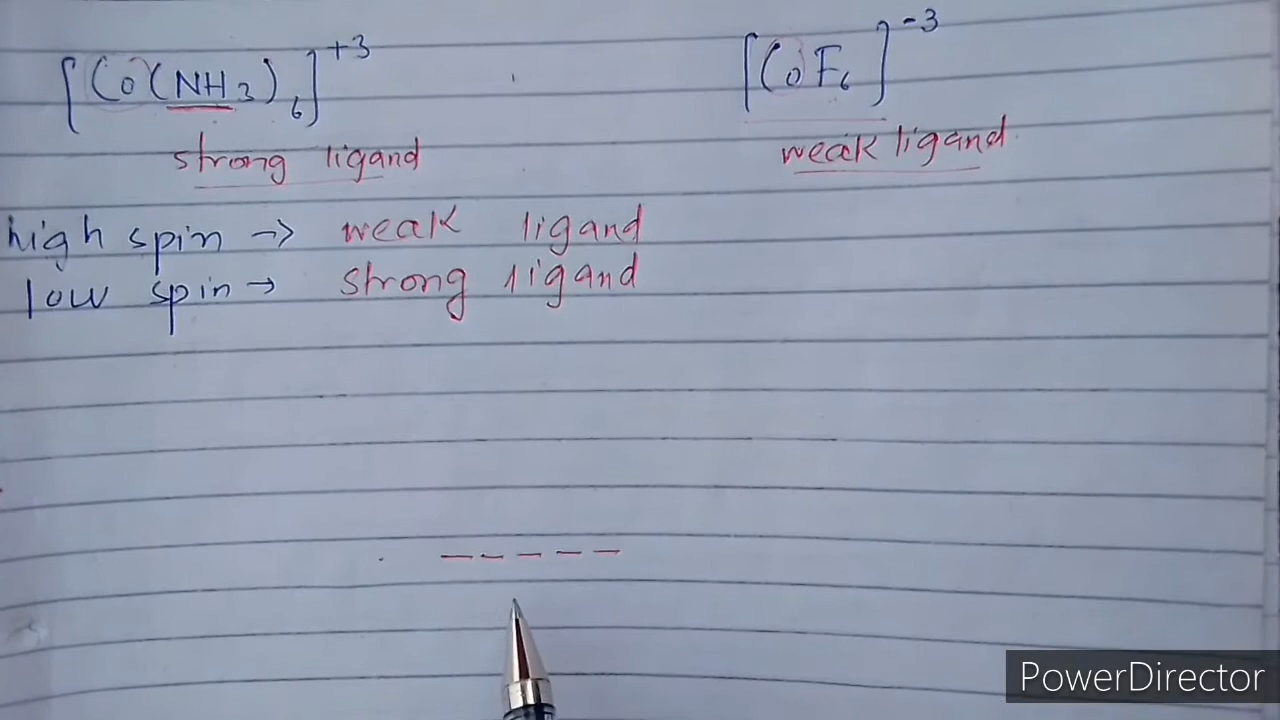 [Co(NH3)6]+3
[CoF6]-3
strong ligand
weak ligand
high spin → weak ligand
low spin → strong ligand
PowerDirector